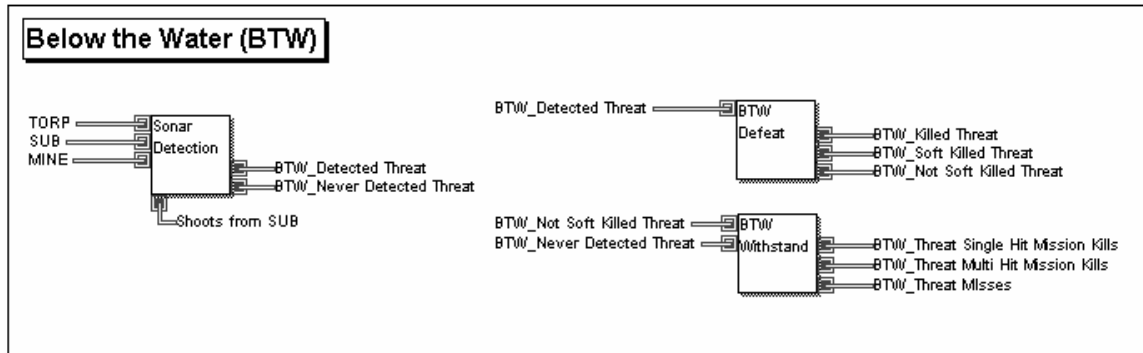 Below the Water (BTW)
TORP
SUB
MINE
Sonar
Detection
BTW_Detected Threat
BTW_Never Detected Threat
Shoots from SUB
BTW_Detected Threat
BTW
Defeat
BTW_Killed Threat
BTW_Soft Killed Threat
BTW_Not Soft Killed Threat
BTW_Not Soft Killed Threat
BTW_Never Detected Threat
BTW
Withstand
BTW_Threat Single Hit Mission Kills
BTW_Threat Multi Hit Mission Kills
BTW_Threat MIsses